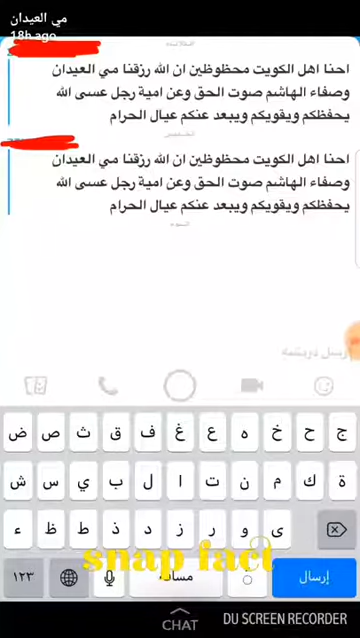 مي العيدان
18h ago
احنا اهل الكويت محظوظين ان الله رزقنا مي العيدان
وصفاء الهاشم صوت الحق وعن امية رجل عسى الله
يحفظكم ويقويكم ويبعد عنكم عيال الحرام
احنا اهل الكويت محظوظين ان الله رزقنا مي العيدان
وصفاء الهاشم صوت الحق وعن امية رجل عسى الله
يحفظكم ويقويكم ويبعد عنكم عيال الحرام
إرسال دردشة
ض ص ث ق ف غ ع ه خ ح ج
ش س ي ب ل ا ت ن م ك ة
ء ظ ط ذ د ز ر و ى
snap fact
١٢٣
مسافة
إرسال
CHAT
DU SCREEN RECORDER